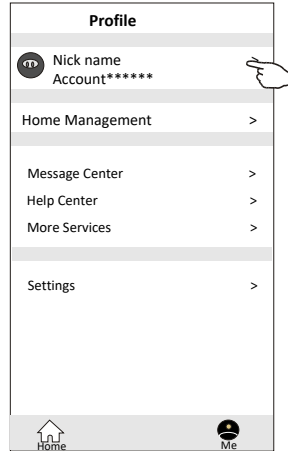 Profile
Nick name
Account******
Home Management >
Message Center >
Help Center >
More Services >
Settings >
Home Me